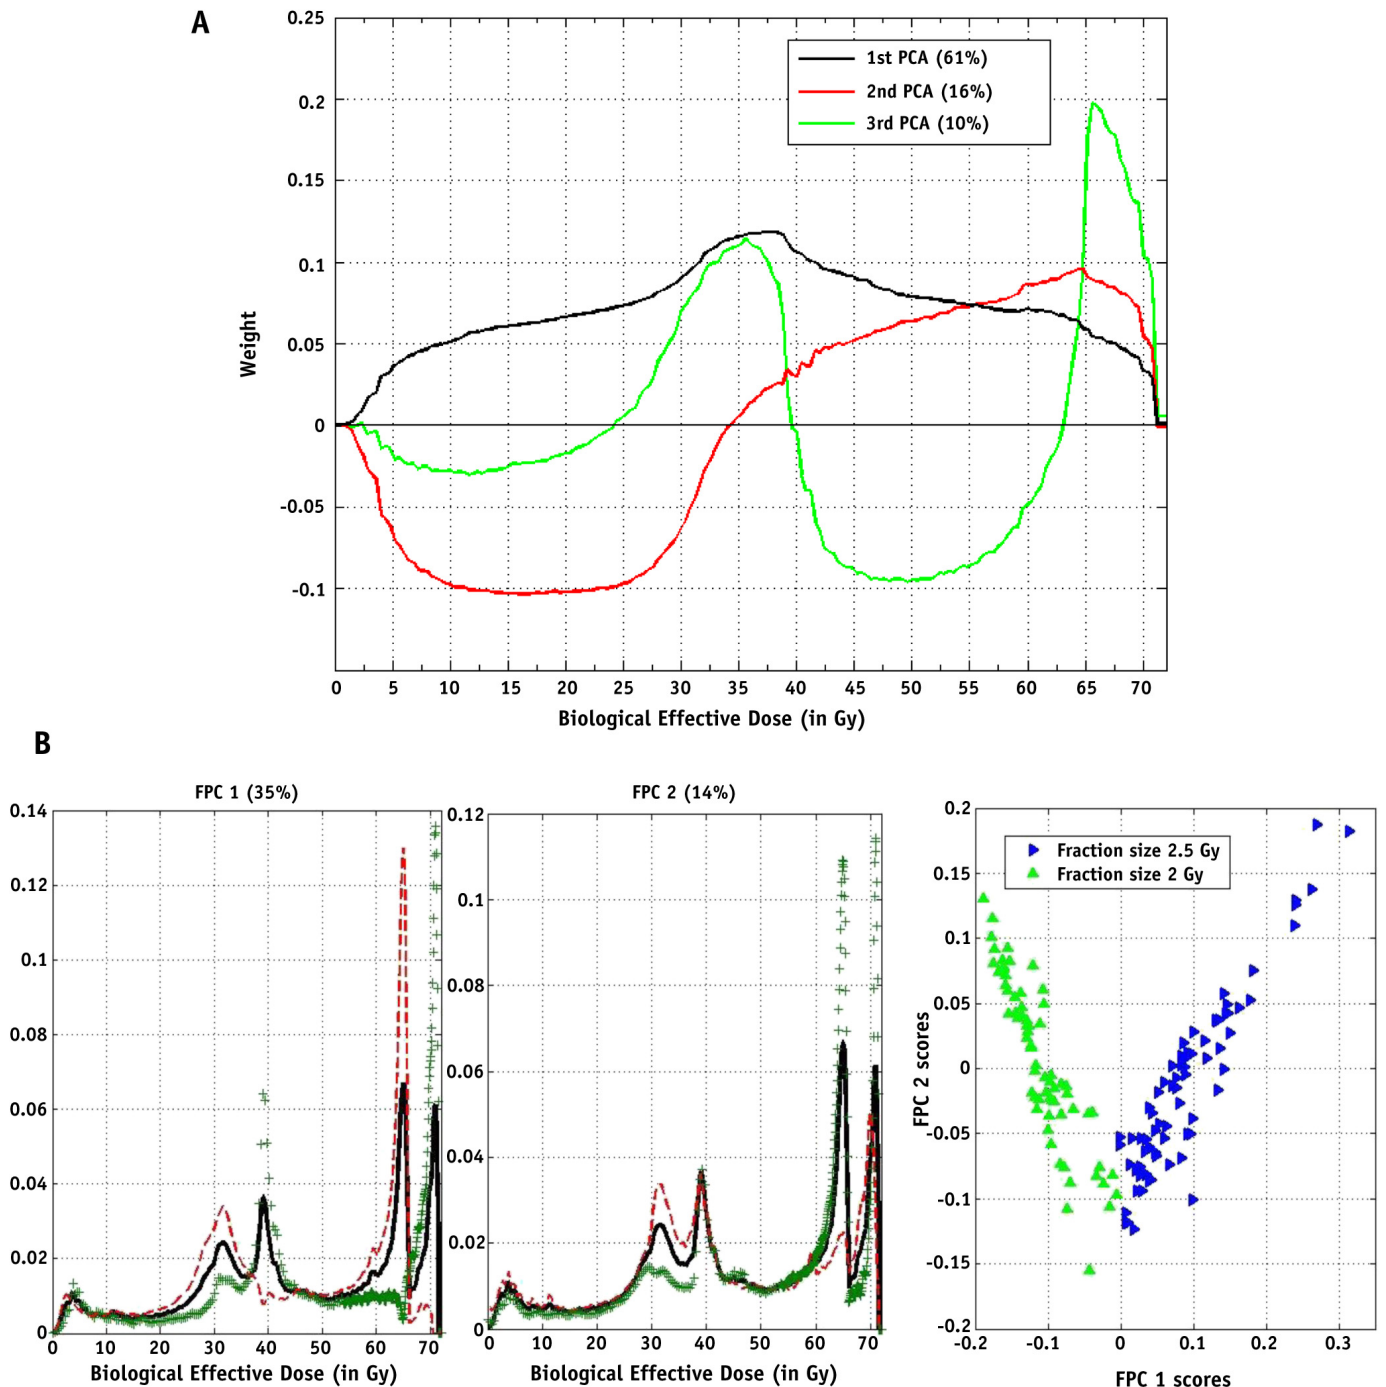 A
0.25
0.2
0.15
0.1
0.05
0
-0.05
-0.1
Weight
1st PCA (61%)
2nd PCA (16%)
3rd PCA (10%)
0 5 10 15 20 25 30 35 40 45 50 55 60 65 70
Biological Effective Dose (in Gy)
B
FPC 1 (35%)
0.14
0.12
0.1
0.08
0.06
0.04
0.02
0
0 10 20 30 40 50 60 70
Biological Effective Dose (in Gy)
FPC 2 (14%)
0.12
0.1
0.08
0.06
0.04
0.02
0
0 10 20 30 40 50 60 70
Biological Effective Dose (in Gy)
0.2
0.15
0.1
0.05
0
-0.05
-0.1
-0.15
-0.2
FPC 2 scores
Fraction size 2.5 Gy
Fraction size 2 Gy
-0.2 -0.1 0 0.1 0.2 0.3
FPC 1 scores